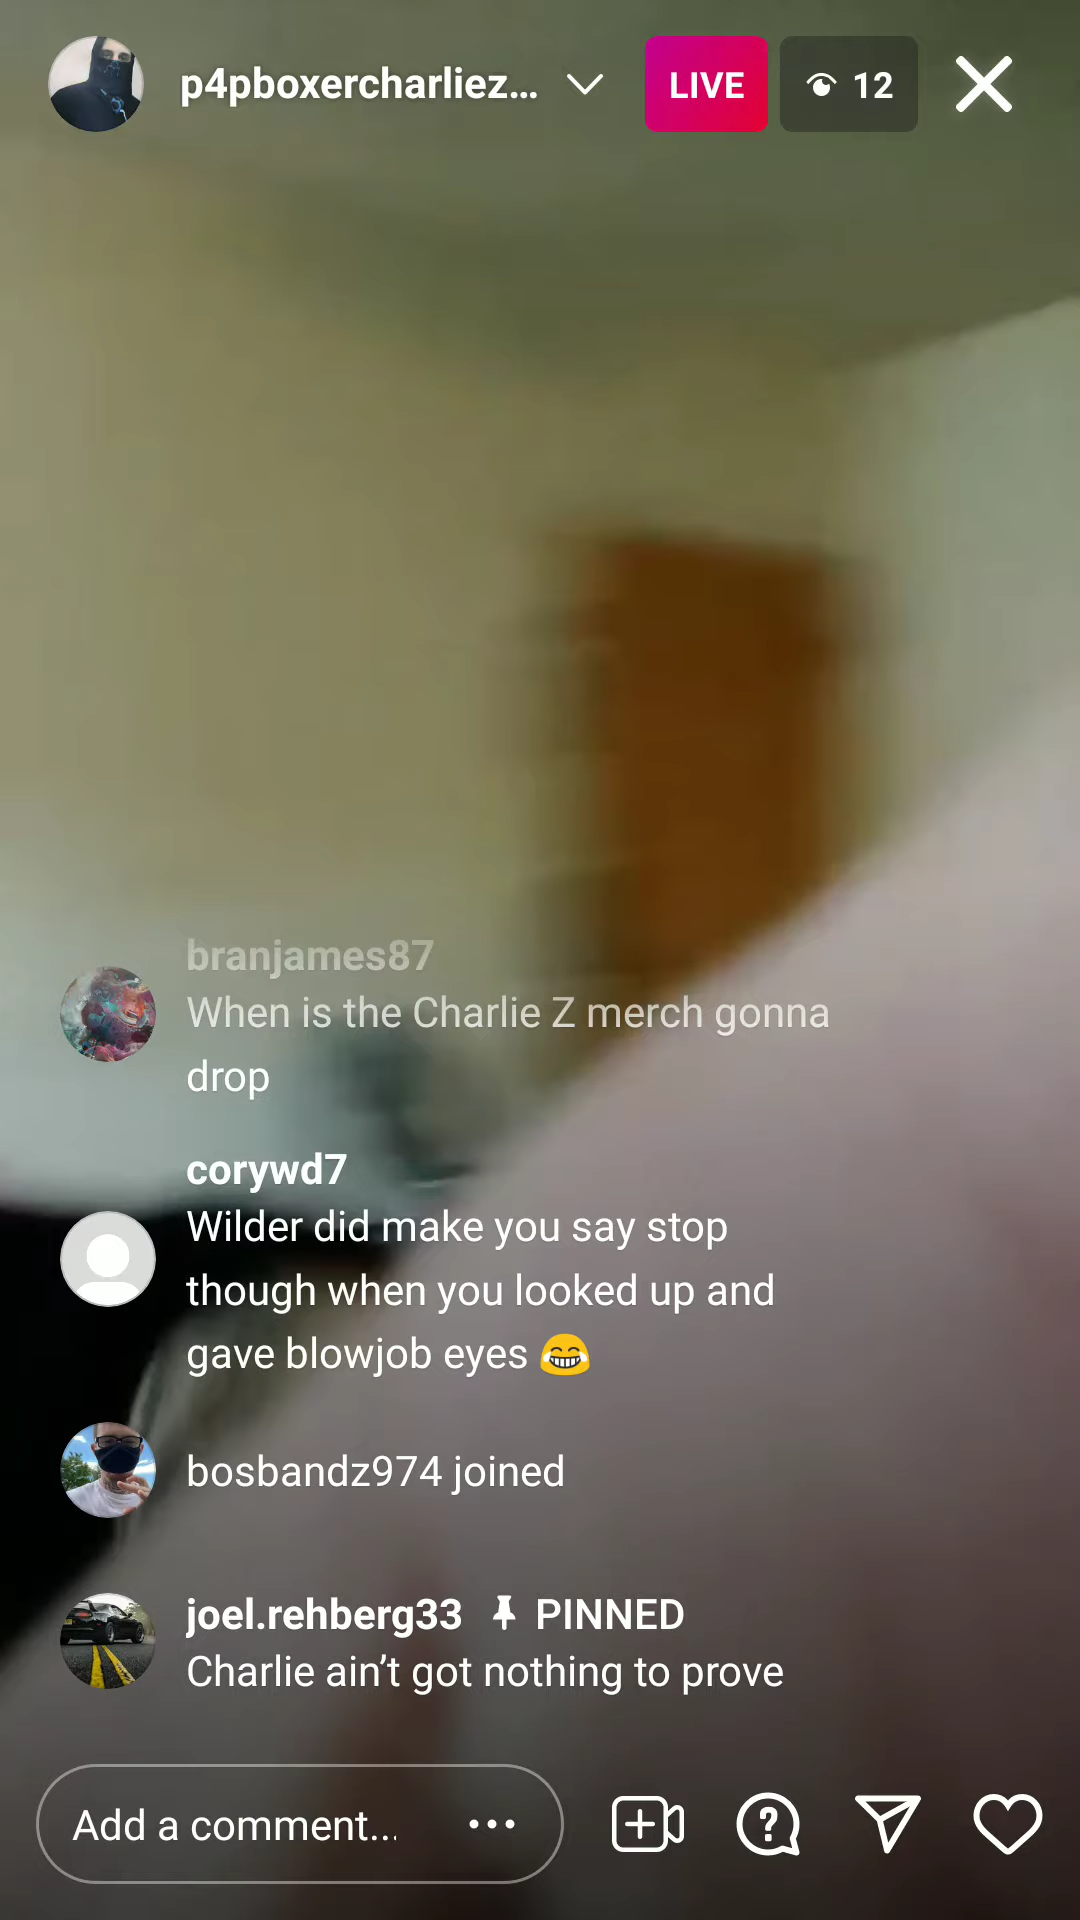 p4pboxercharliez...
LIVE
12
branjames87
When is the Charlie Z merch gonna
drop
corywd7
Wilder did make you say stop
though when you looked up and
gave blowjob eyes 😂
bosbandz974 joined
joel.rehberg33 📌 PINNED
Charlie ain't got nothing to prove
Add a comment...